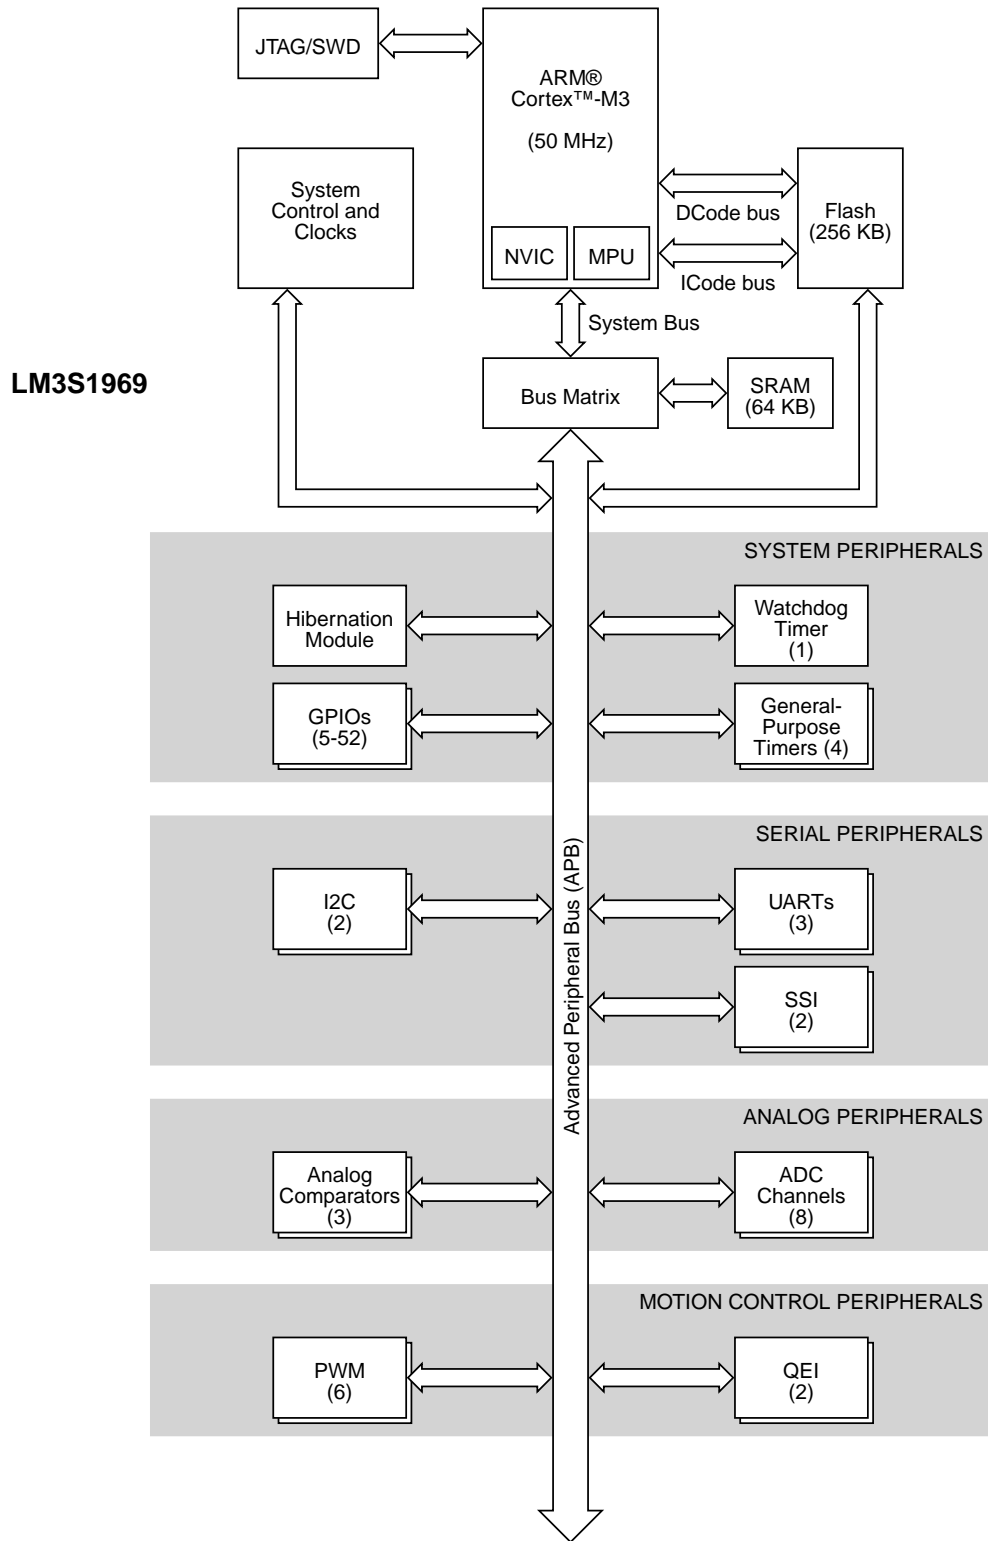 JTAG/SWD
ARM®
Cortex™-M3
(50 MHz)
System
Control and
Clocks
NVIC
MPU
DCode bus
ICode bus
Flash
(256 KB)
System Bus
LM3S1969
Bus Matrix
SRAM
(64 KB)
SYSTEM PERIPHERALS
Hibernation
Module
Watchdog
Timer
(1)
GPIOs
(5-52)
General-
Purpose
Timers (4)
Advanced Peripheral Bus (APB)
SERIAL PERIPHERALS
I2C
(2)
UARTs
(3)
SSI
(2)
ANALOG PERIPHERALS
Analog
Comparators
(3)
ADC
Channels
(8)
MOTION CONTROL PERIPHERALS
PWM
(6)
QEI
(2)